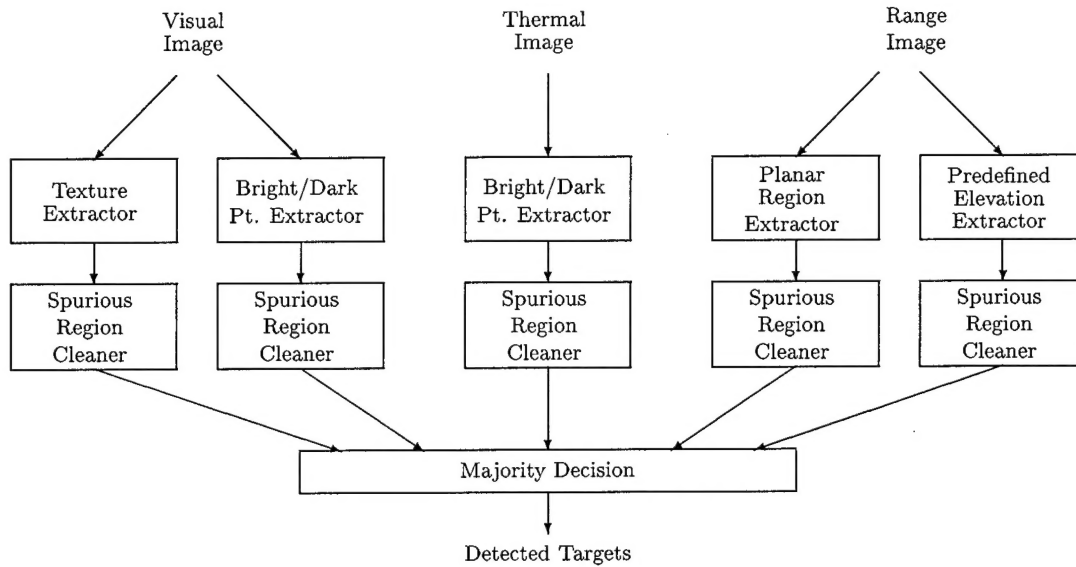 Visual
Image
Thermal
Image
Range
Image
Texture
Extractor
Bright/Dark
Pt. Extractor
Bright/Dark
Pt. Extractor
Planar
Region
Extractor
Predefined
Elevation
Extractor
Spurious
Region
Cleaner
Spurious
Region
Cleaner
Spurious
Region
Cleaner
Spurious
Region
Cleaner
Spurious
Region
Cleaner
Majority Decision
Detected Targets